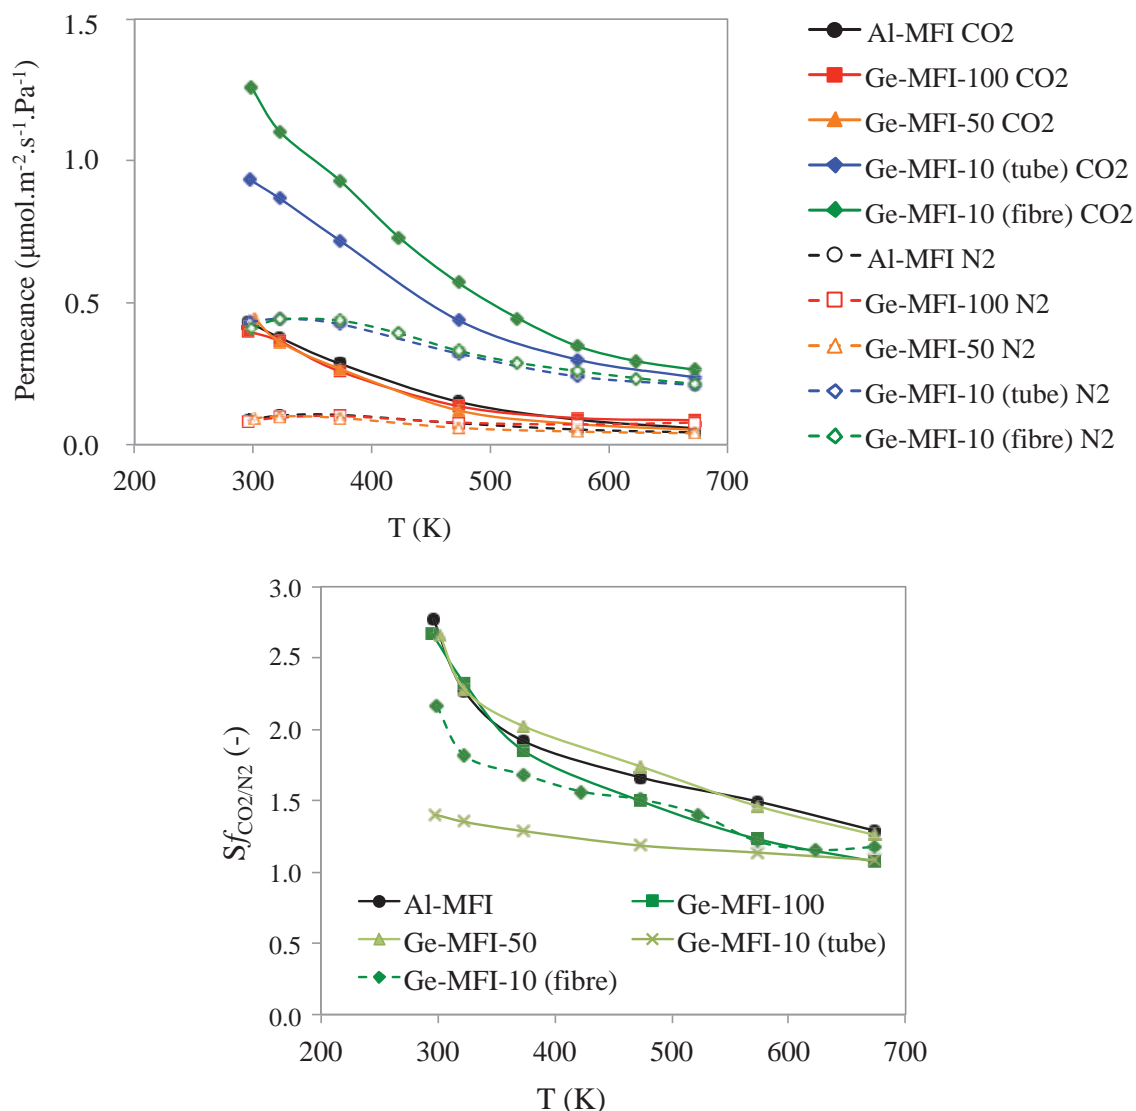 1.5
1.0
0.5
0.0
Permeance (µmol.m⁻².s⁻¹.Pa⁻¹)
200 300 400 500 600 700
T (K)
Al-MFI CO2
Ge-MFI-100 CO2
Ge-MFI-50 CO2
Ge-MFI-10 (tube) CO2
Ge-MFI-10 (fibre) CO2
Al-MFI N2
Ge-MFI-100 N2
Ge-MFI-50 N2
Ge-MFI-10 (tube) N2
Ge-MFI-10 (fibre) N2
3.0
2.5
2.0
1.5
1.0
0.5
0.0
Sf CO2/N2 (-)
Al-MFI Ge-MFI-100
Ge-MFI-50 Ge-MFI-10 (tube)
Ge-MFI-10 (fibre)
200 300 400 500 600 700
T (K)